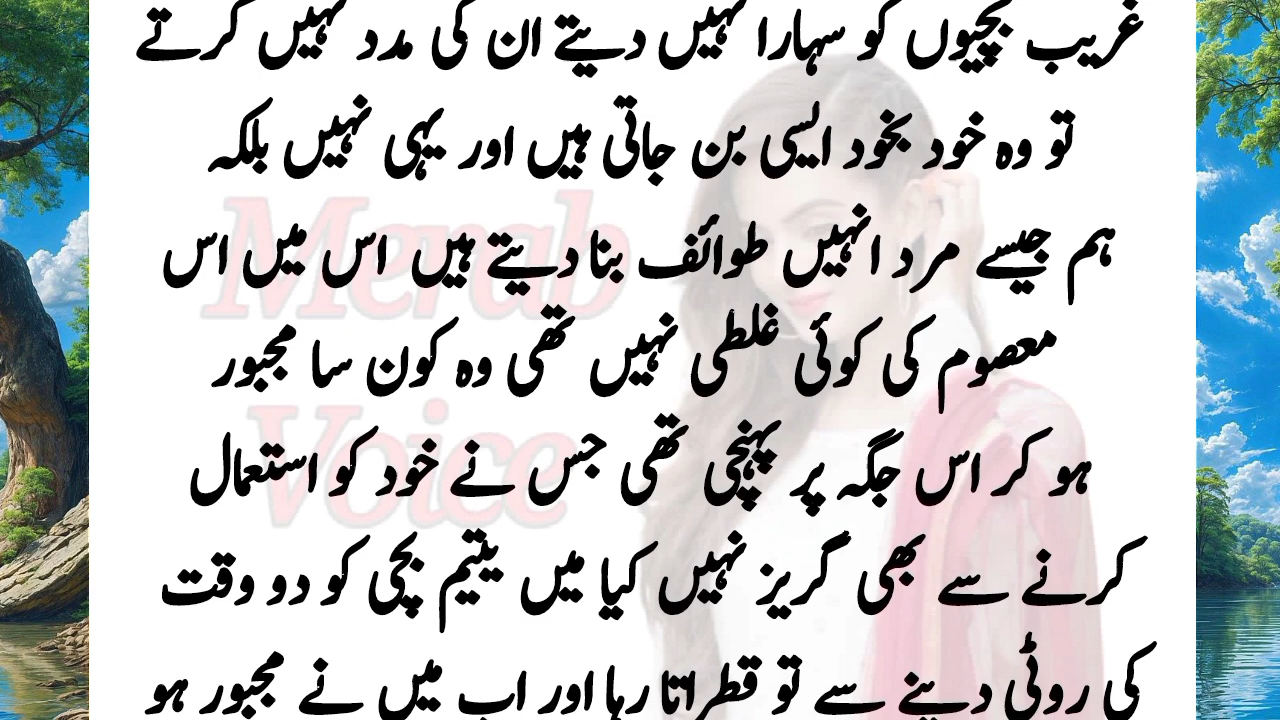 غریب بچیوں کو سہارا نہیں دیتے ان کی مدد نہیں کرتے
تو وہ خود بخود ایسی بن جاتی ہیں اور یہی نہیں بلکہ
ہم جیسے مرد انہیں طوائف بنا دیتے ہیں اس میں اس
معصوم کی کوئی غلطی نہیں تھی وہ کون سا مجبور
ہو کر اس جگہ پر پہنچی تھی جس نے خود کو استعمال
کرنے سے بھی گریز نہیں کیا میں یتیم بچی کو دو وقت
کی روٹی دینے سے تو قطراتا رہا اور اب میں نے مجبور ہو
Merab
Voice